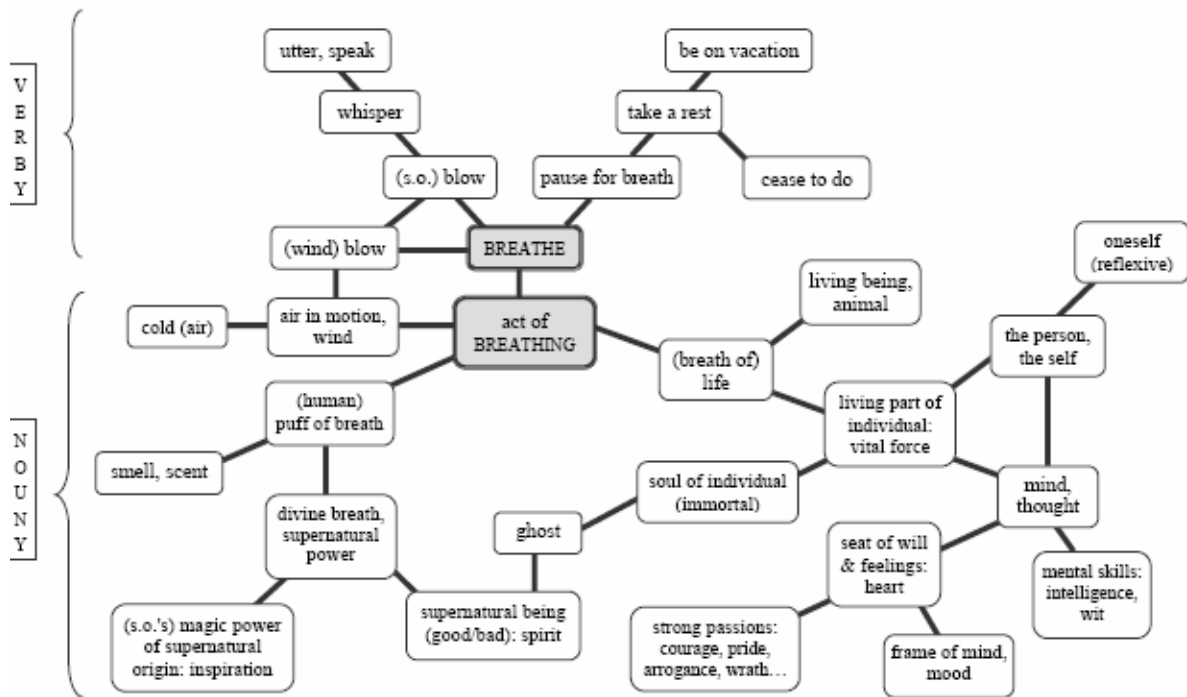 VERBY
utter, speak
be on vacation
whisper
take a rest
(s.o.) blow
pause for breath
cease to do
(wind) blow
BREATHE
oneself
(reflexive)
NOUNY
living being,
animal
cold (air)
air in motion,
wind
act of
BREATHING
the person,
the self
(breath of)
life
(human)
puff of breath
living part of
individual:
vital force
smell, scent
soul of individual
(immortal)
mind,
thought
divine breath,
supernatural
power
ghost
seat of will
& feelings:
heart
mental skills:
intelligence,
wit
(s.o.'s) magic power
of supernatural
origin: inspiration
supernatural being
(good/bad): spirit
strong passions:
courage, pride,
arrogance, wrath…
frame of mind,
mood